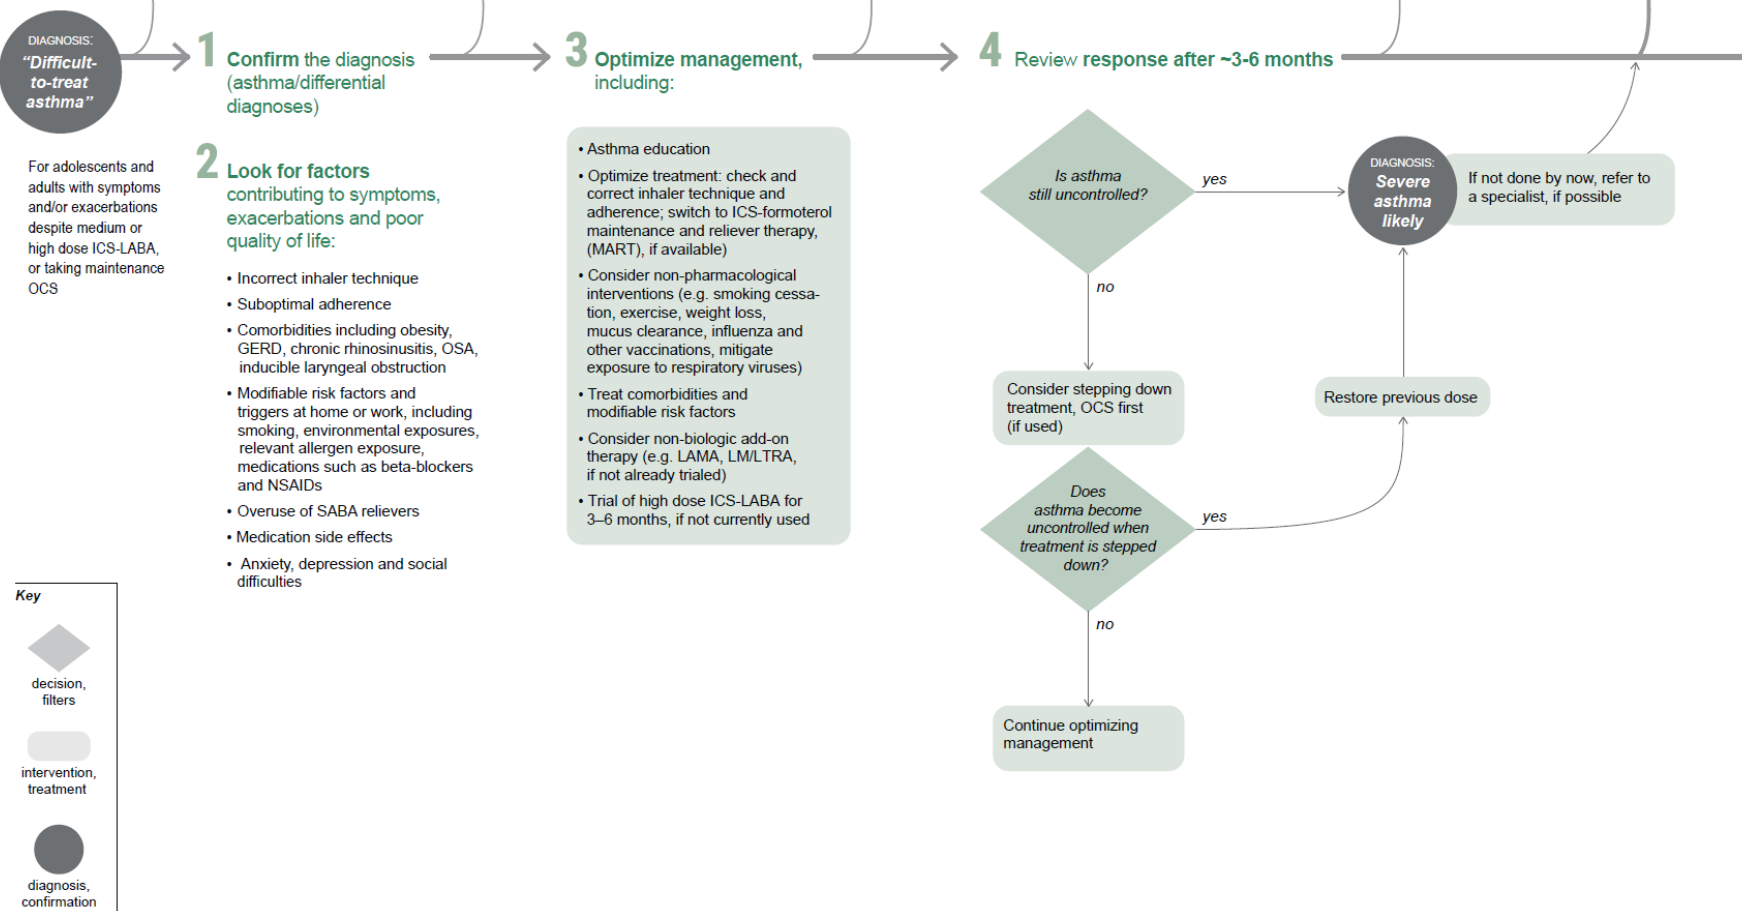 DIAGNOSIS:
“Difficult-
to-treat
asthma”
For adolescents and
adults with symptoms
and/or exacerbations
despite medium or
high dose ICS-LABA,
or taking maintenance
OCS
1 Confirm the diagnosis
(asthma/differential
diagnoses)
2 Look for factors
contributing to symptoms,
exacerbations and poor
quality of life:
• Incorrect inhaler technique
• Suboptimal adherence
• Comorbidities including obesity,
GERD, chronic rhinosinusitis, OSA,
inducible laryngeal obstruction
• Modifiable risk factors and
triggers at home or work, including
smoking, environmental exposures,
relevant allergen exposure,
medications such as beta-blockers
and NSAIDs
• Overuse of SABA relievers
• Medication side effects
• Anxiety, depression and social
difficulties
3 Optimize management,
including:
• Asthma education
• Optimize treatment: check and
correct inhaler technique and
adherence; switch to ICS-formoterol
maintenance and reliever therapy,
(MART), if available)
• Consider non-pharmacological
interventions (e.g. smoking cessa-
tion, exercise, weight loss,
mucus clearance, influenza and
other vaccinations, mitigate
exposure to respiratory viruses)
• Treat comorbidities and
modifiable risk factors
• Consider non-biologic add-on
therapy (e.g. LAMA, LM/LTRA,
if not already trialed)
• Trial of high dose ICS-LABA for
3–6 months, if not currently used
4 Review response after ~3-6 months
Is asthma
still uncontrolled?
yes
DIAGNOSIS:
Severe
asthma
likely
If not done by now, refer to
a specialist, if possible
no
Consider stepping down
treatment, OCS first
(if used)
Restore previous dose
Does
asthma become
uncontrolled when
treatment is stepped
down?
yes
no
Continue optimizing
management
Key
decision,
filters
intervention,
treatment
diagnosis,
confirmation